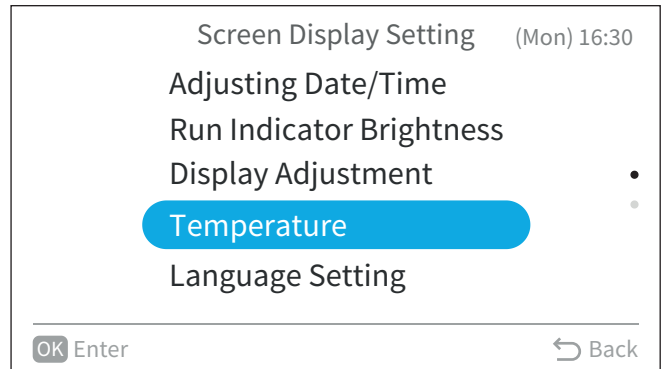 Screen Display Setting (Mon) 16:30
Adjusting Date/Time
Run Indicator Brightness
Display Adjustment
Temperature
Language Setting
OK Enter Back